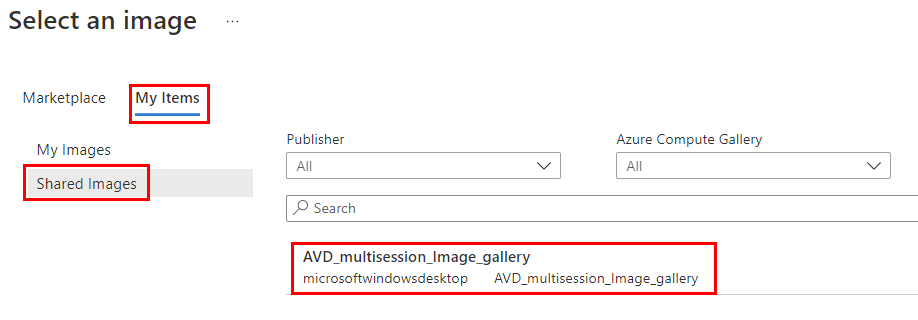 Select an image ...
Marketplace My Items
My Images
Shared Images
Publisher Azure Compute Gallery
All All
Search
AVD_multisession_Image_gallery
microsoftwindowsdesktop AVD_multisession_Image_gallery